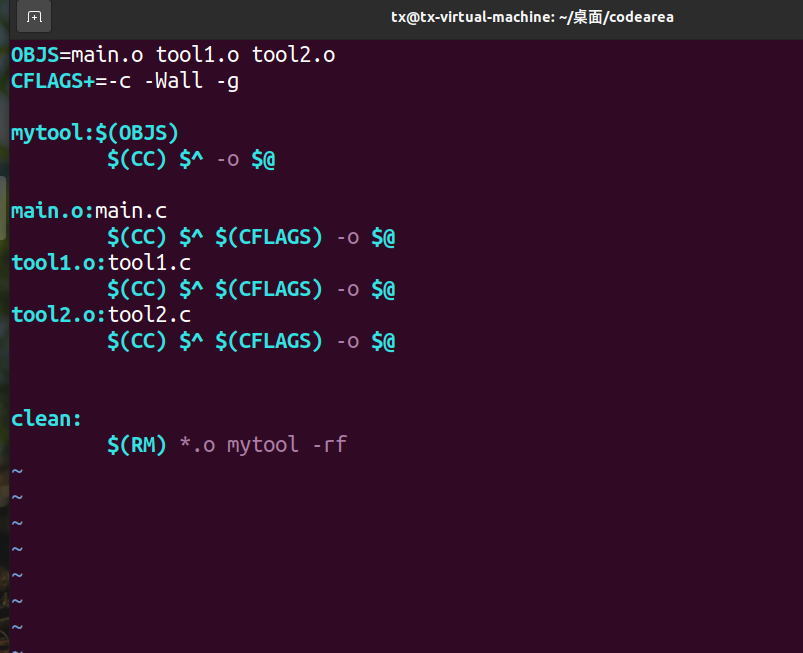 tx@tx-virtual-machine: ~/桌面/codearea
OBJS=main.o tool1.o tool2.o
CFLAGS+=-c -Wall -g
mytool:$(OBJS)
$(CC) $^ -o $@
main.o:main.c
$(CC) $^ $(CFLAGS) -o $@
tool1.o:tool1.c
$(CC) $^ $(CFLAGS) -o $@
tool2.o:tool2.c
$(CC) $^ $(CFLAGS) -o $@
clean:
$(RM) *.o mytool -rf
~
~
~
~
~
~
~
~